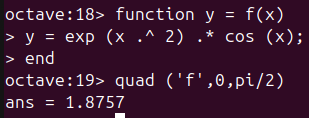 octave:18> function y = f(x)
> y = exp (x .^ 2) .* cos (x);
> end
octave:19> quad ('f',0,pi/2)
ans = 1.8757